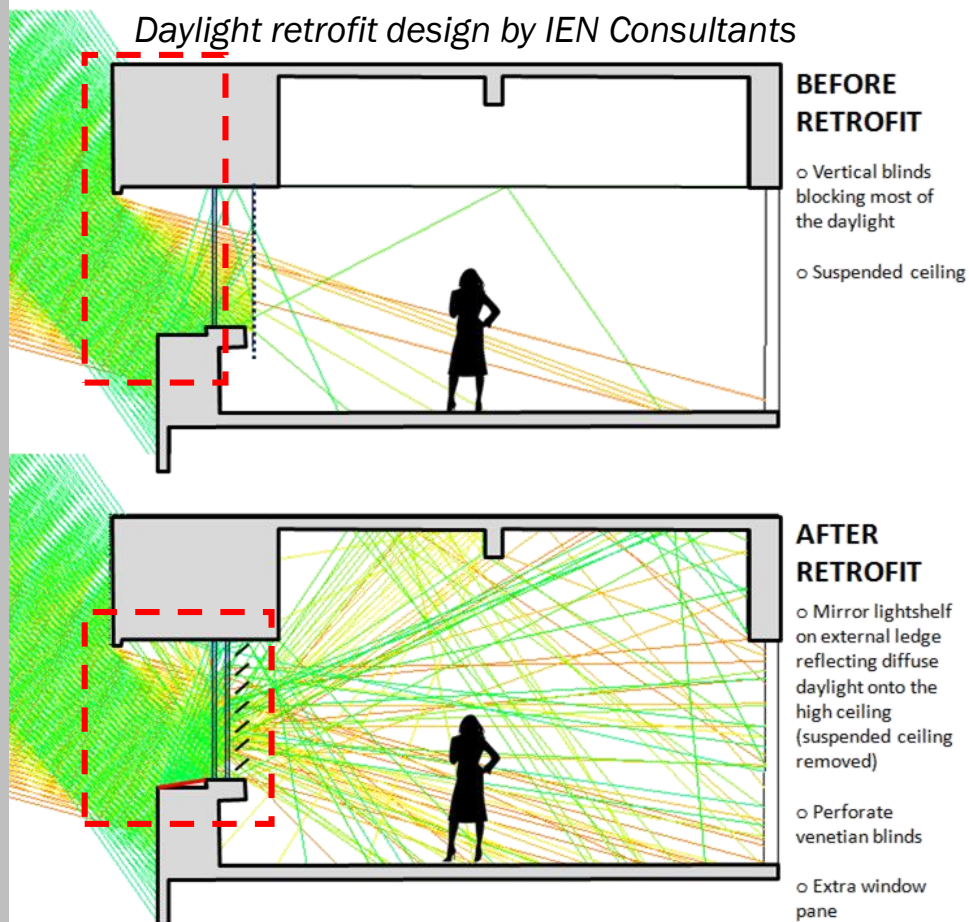 Daylight retrofit design by IEN Consultants
BEFORE
RETROFIT
o Vertical blinds
blocking most of
the daylight
o Suspended ceiling
AFTER
RETROFIT
o Mirror lightshelf
on external ledge
reflecting diffuse
daylight onto the
high ceiling
(suspended ceiling
removed)
o Perforate
venetian blinds
o Extra window
pane